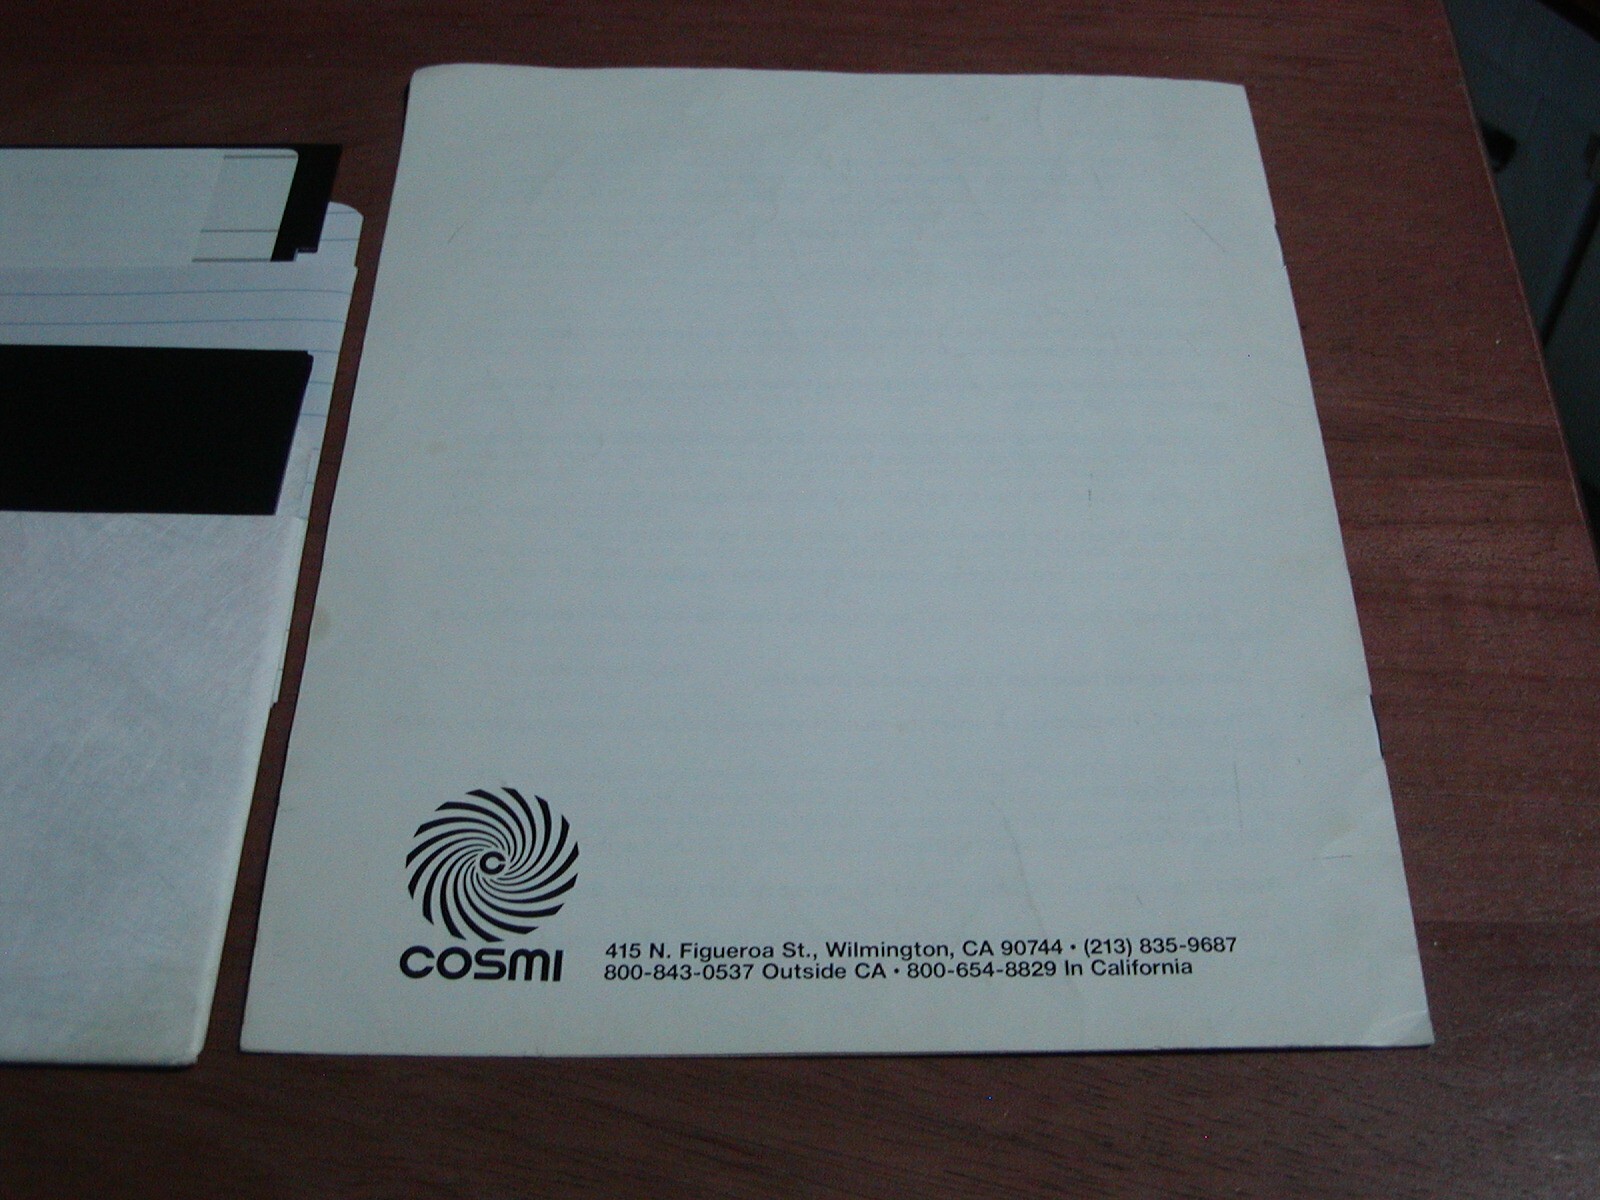 C
COSMI
415 N. Figueroa St., Wilmington, CA 90744 • (213) 835-9687
800-843-0537 Outside CA • 800-654-8829 In California